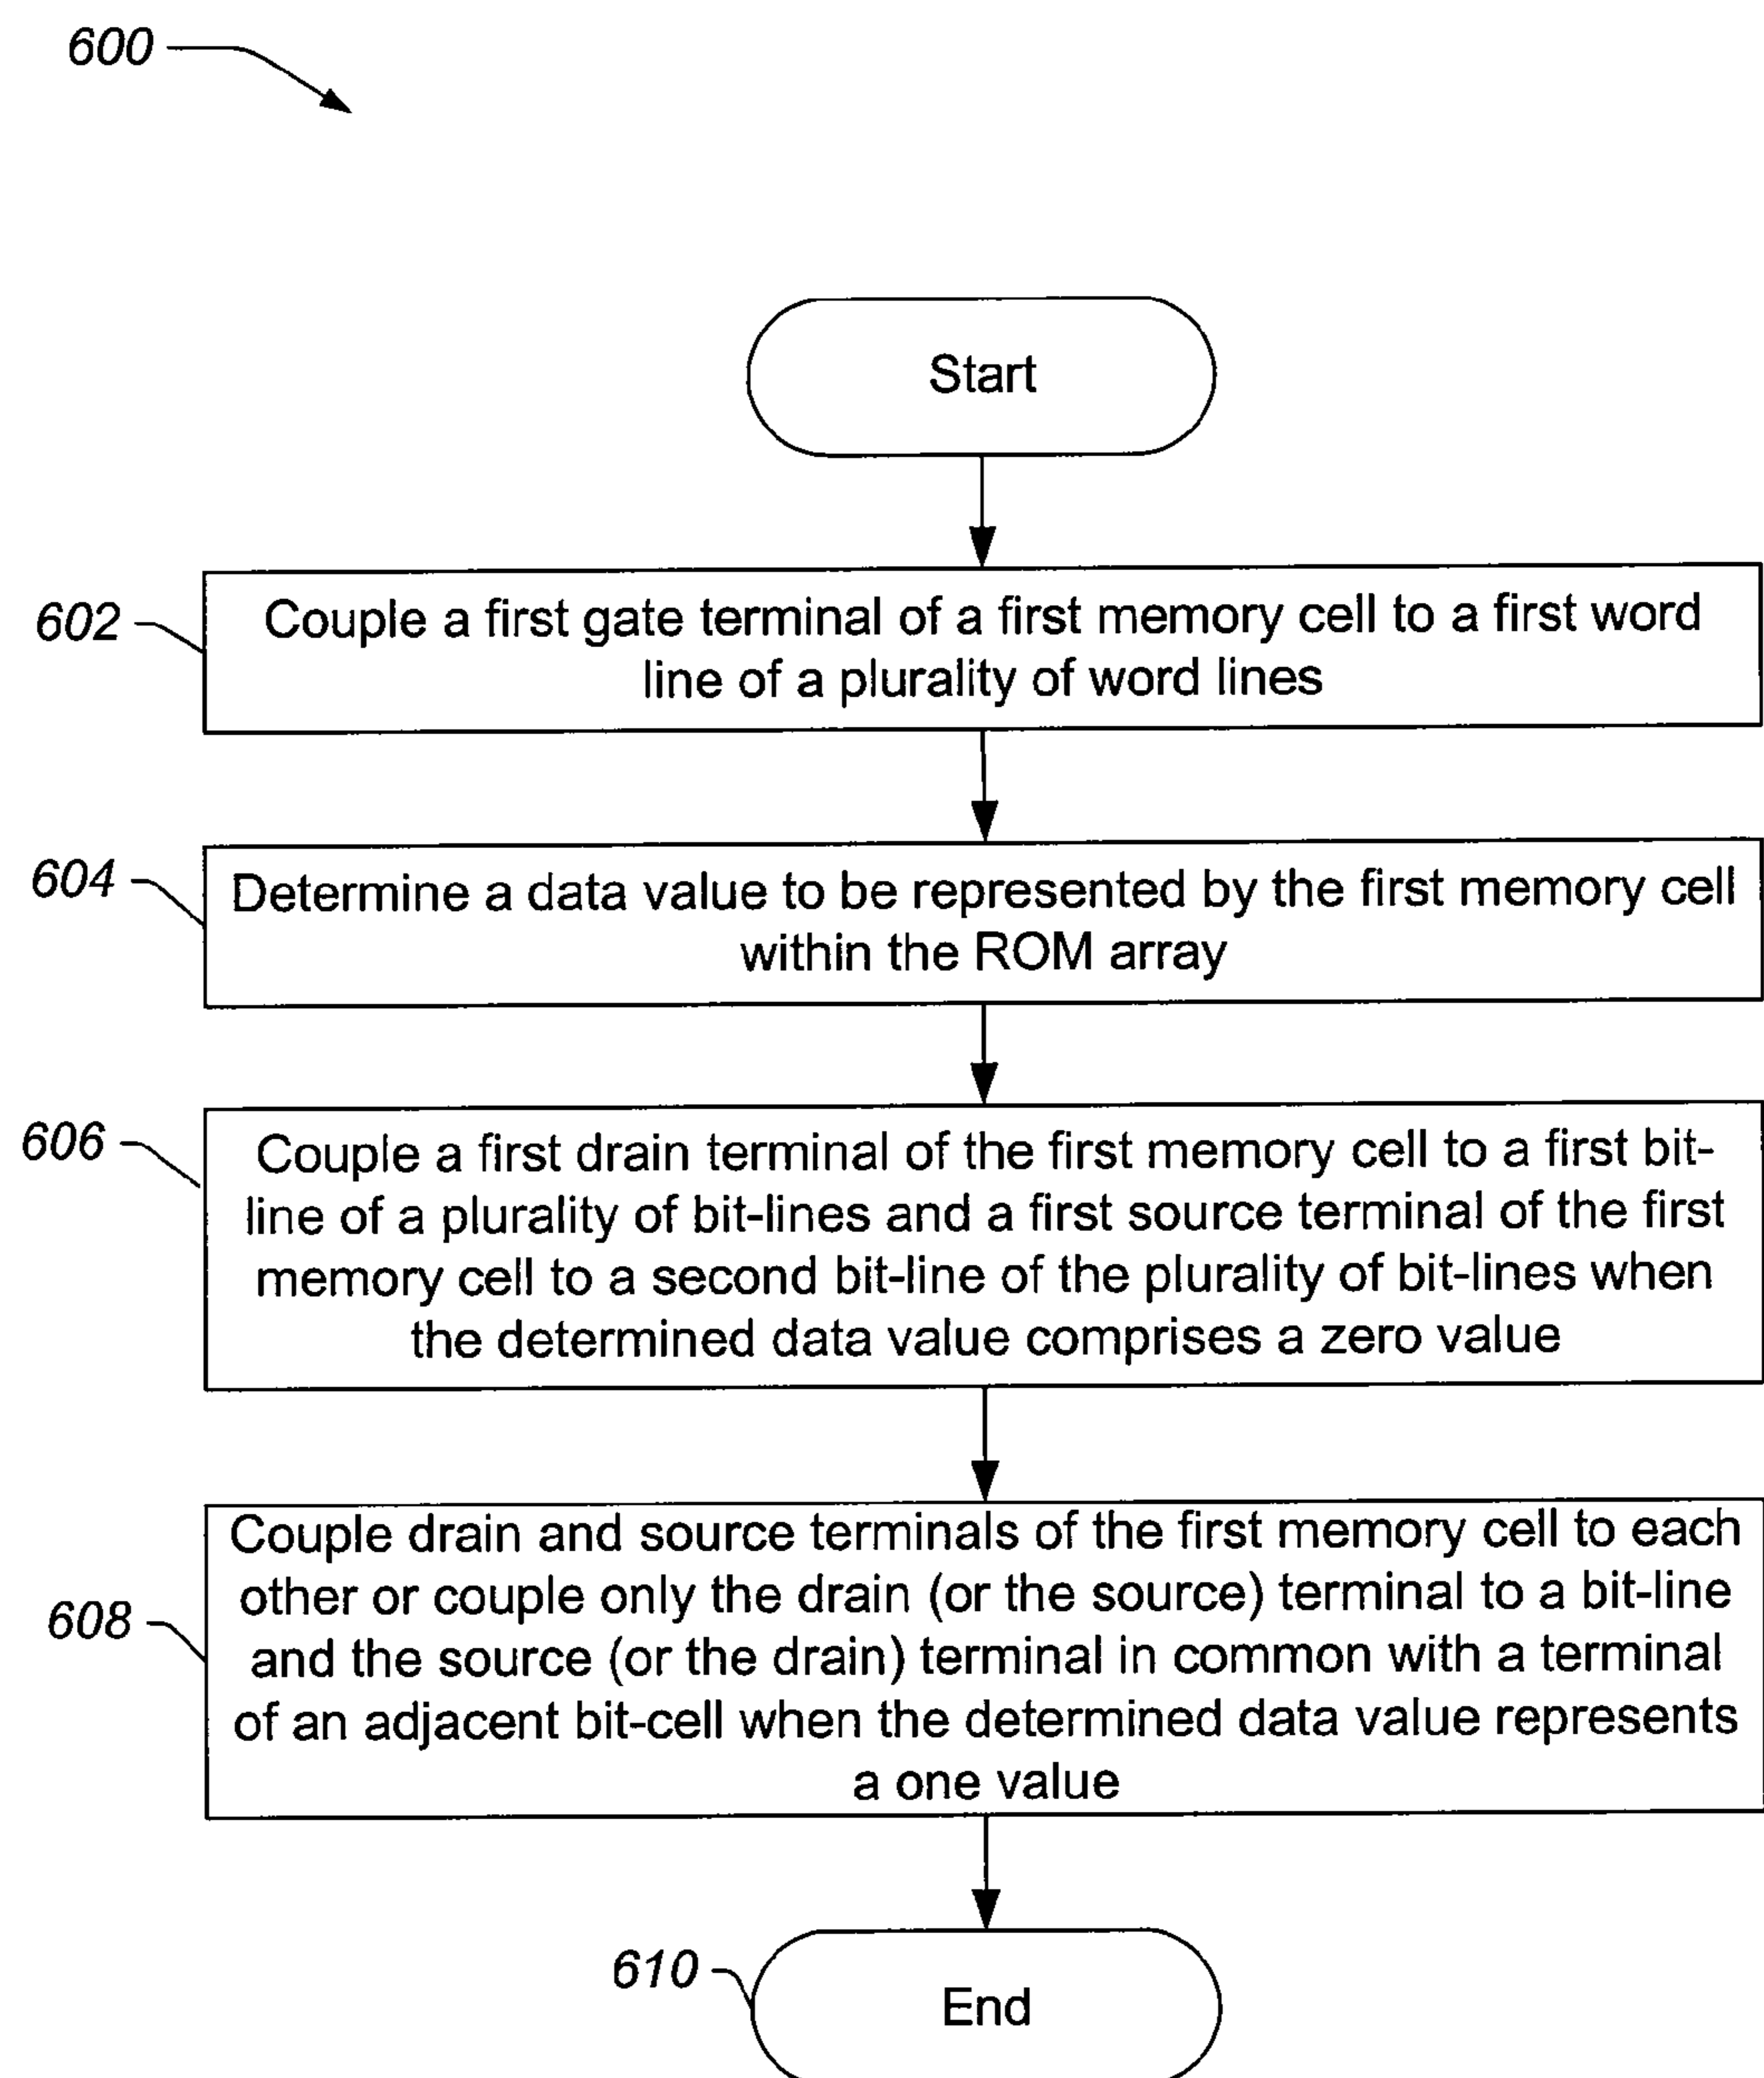 600
Start
602
Couple a first gate terminal of a first memory cell to a first word
line of a plurality of word lines
604
Determine a data value to be represented by the first memory cell
within the ROM array
606
Couple a first drain terminal of the first memory cell to a first bit-
line of a plurality of bit-lines and a first source terminal of the first
memory cell to a second bit-line of the plurality of bit-lines when
the determined data value comprises a zero value
608
Couple drain and source terminals of the first memory cell to each
other or couple only the drain (or the source) terminal to a bit-line
and the source (or the drain) terminal in common with a terminal
of an adjacent bit-cell when the determined data value represents
a one value
610
End